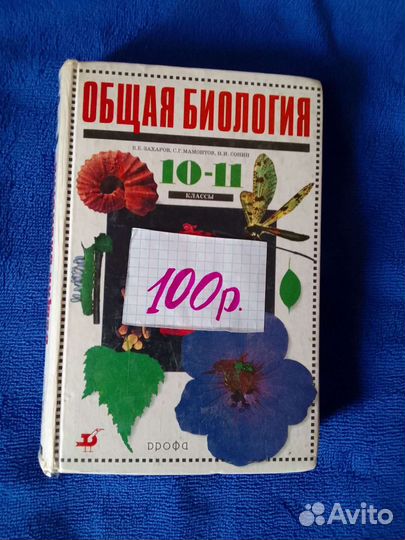 ОБЩАЯ БИОЛОГИЯ
В.Б. ЗАХАРОВ, С.Г. МАМОНТОВ, Н.И. СОНИН
10-11
КЛАССЫ
100р.
дрофа
Avito